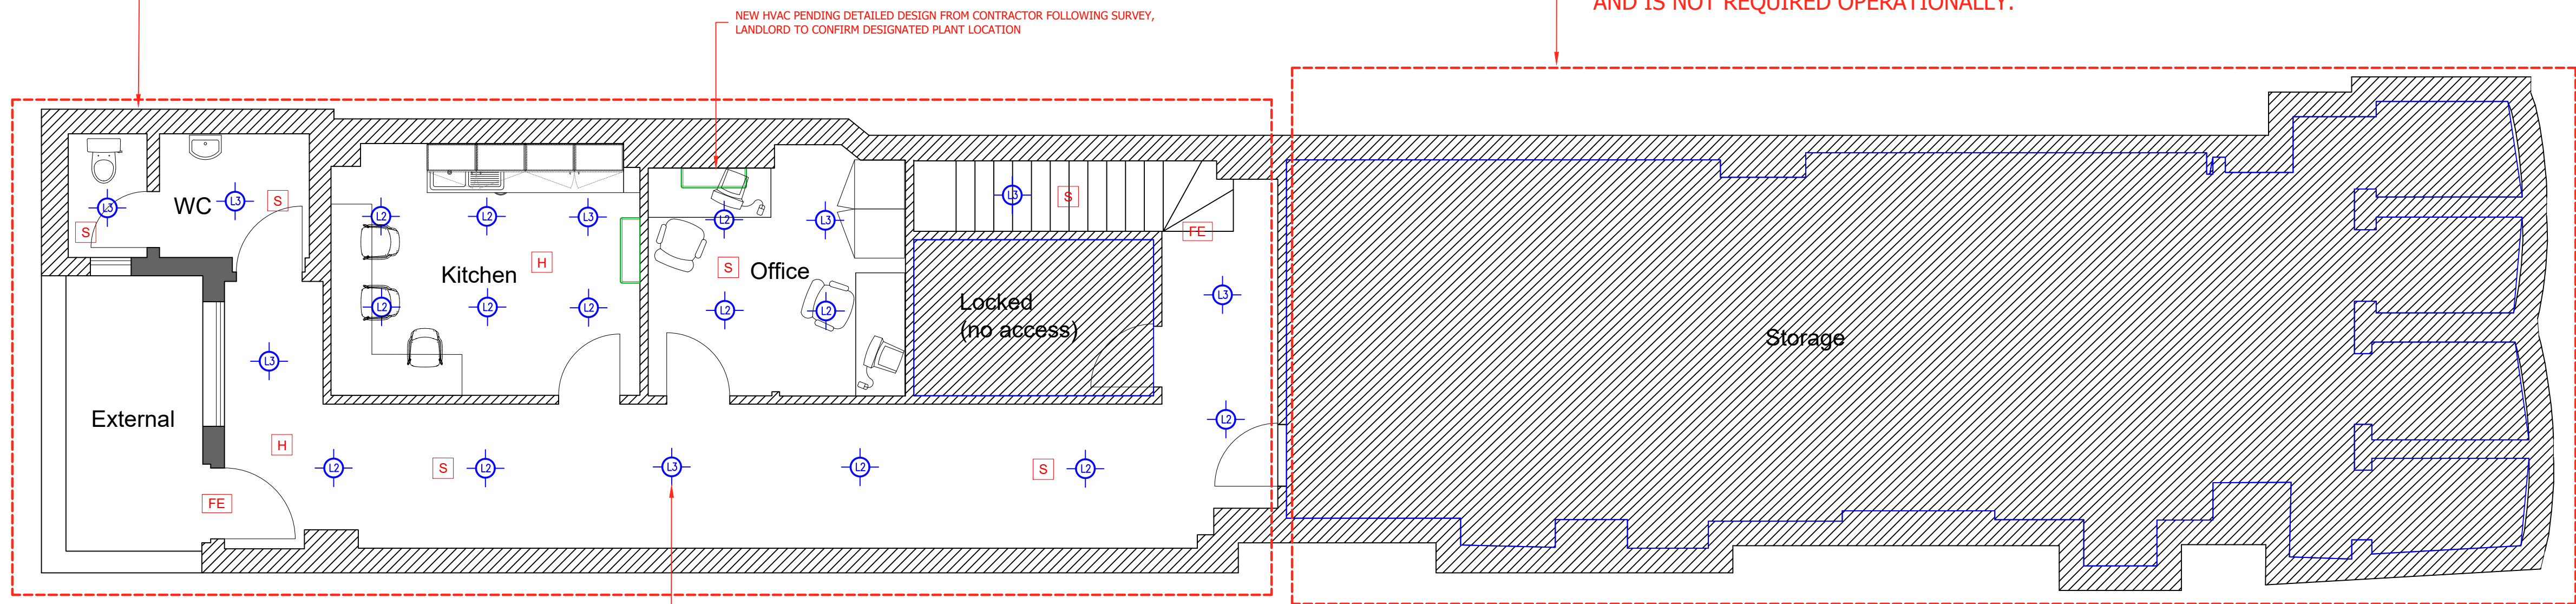 NEW HVAC PENDING DETAILED DESIGN FROM CONTRACTOR FOLLOWING SURVEY,
LANDLORD TO CONFIRM DESIGNATED PLANT LOCATION
AND IS NOT REQUIRED OPERATIONALLY.
L3
S
WC
L3
S
L2
L2
L3
Kitchen
H
L2
L2
L2
L2
L3
S
Office
L2
L2
L3
S
FE
Locked
(no access)
L3
L2
Storage
L3
External
H
FE
L2
S
L2
L3
L2
S
L2